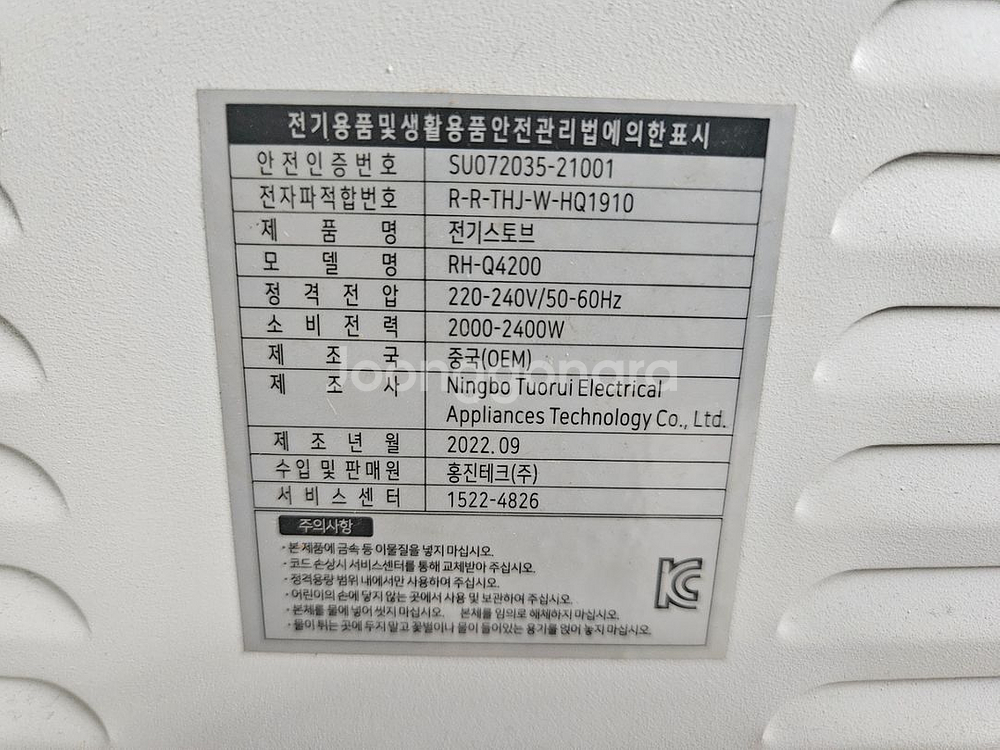 전기용품및생활용품안전관리법에의한표시
안전인증번호 SU072035-21001
전자파적합번호 R-R-THJ-W-HQ1910
제품명 전기스토브
모델명 RH-Q4200
정격전압 220-240V/50-60Hz
소비전력 2000-2400W
제조국 중국(OEM)
Joonggonara
제조사 Ningbo Tuorui Electrical
Appliances Technology Co., Ltd.
제조년월 2022.09
수입및판매원 홍진테크(주)
서비스센터 1522-4826
주의사항
· 본 제품에 금속 등 이물질을 넣지 마십시오.
· 코드 손상시 서비스센터를 통해 교체받아 주십시오.
· 정격용량 범위 내에서만 사용하여 주십시오.
· 어린이의 손에 닿지 않는 곳에서 사용 및 보관하여 주십시오.
· 본체를 물에 넣어 씻지 마십시오. 본체를 임의로 해체하지 마십시오.
· 물이 튀는 곳에 두지 말고 꽃병이나 물이 들어있는 용기를 얹어 놓지 마십시오.
KC